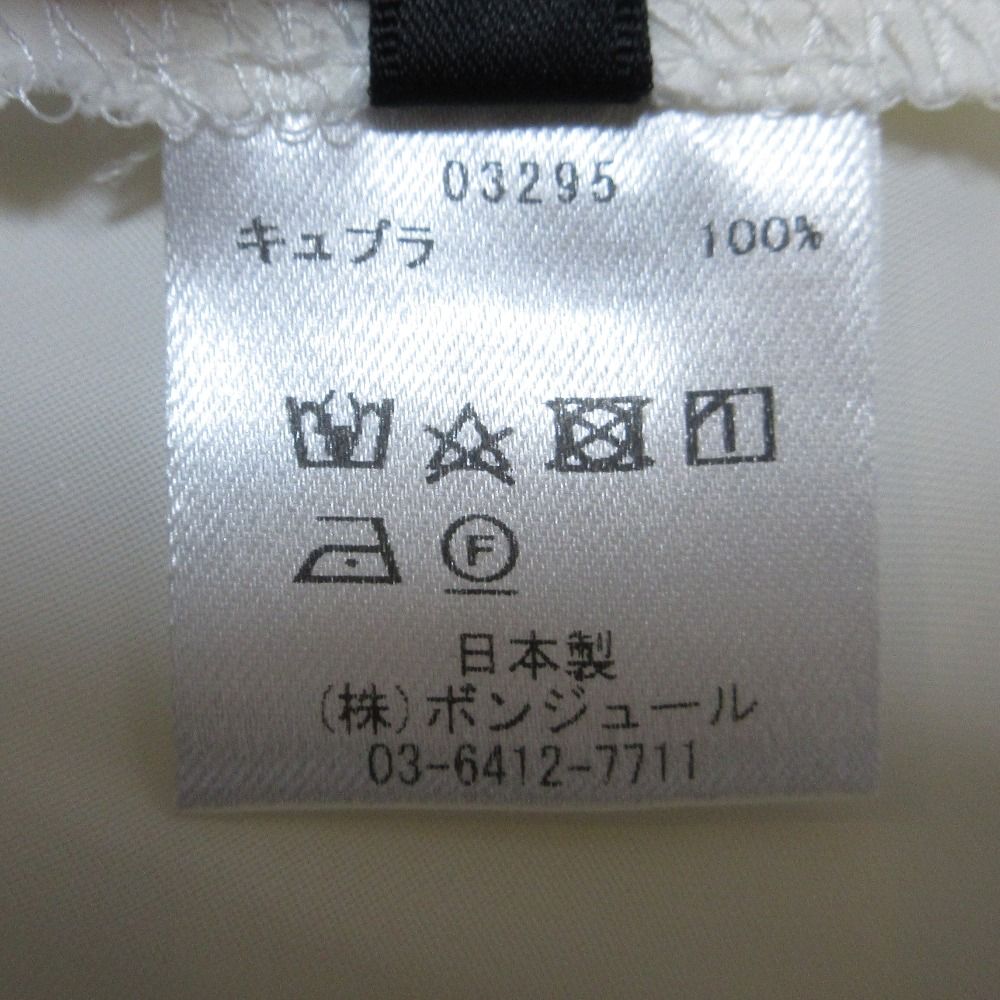 03295
キュプラ 100%
F
日本製
(株)ボンジュール
03-6412-7711